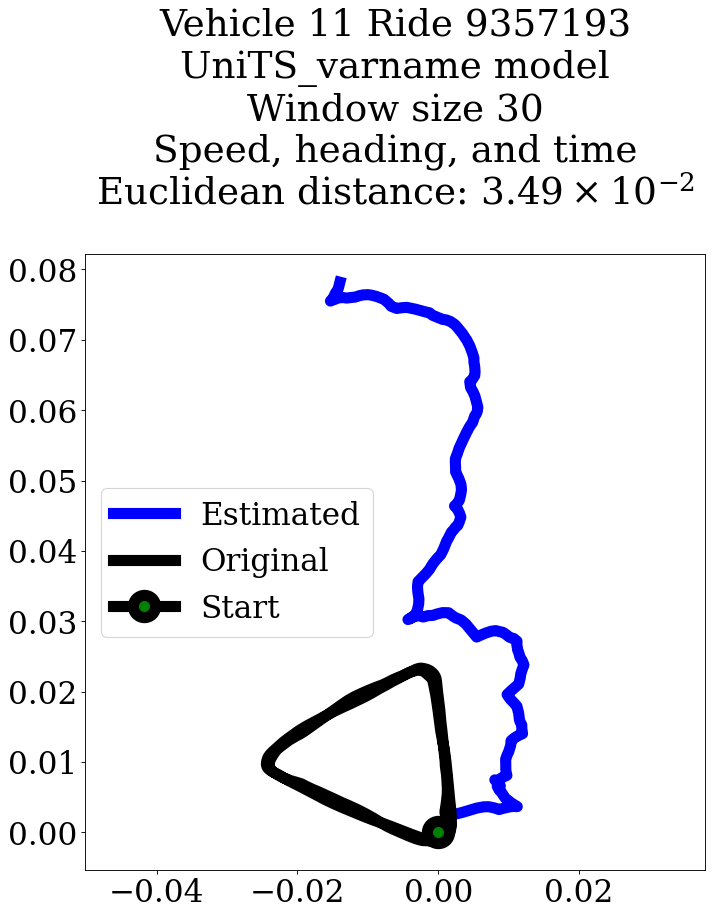 Vehicle 11 Ride 9357193
UniTS_varname model
Window size 30
Speed, heading, and time
Euclidean distance: 3.49 × 10⁻²
0.08
0.07
0.06
0.05
0.04
0.03
0.02
0.01
0.00
Estimated
Original
Start
−0.04 −0.02 0.00 0.02